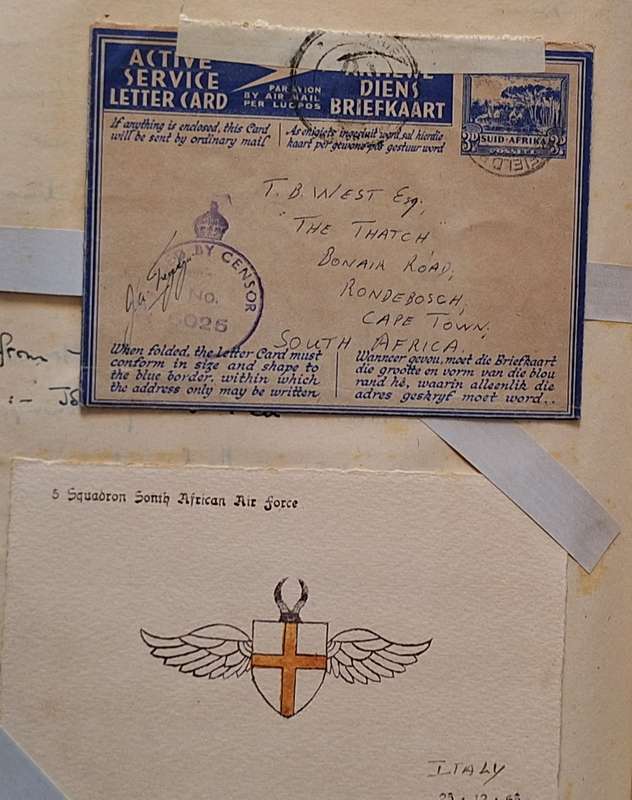 ACTIVE
SERVICE
LETTER CARD
PAR AVION
BY AIR MAIL
PER LUGPOS
DIENS
BRIEFKAART
If anything is enclosed, this Card
will be sent by ordinary mail
As enigiets ingesluit word sal hierdie
kaart per gewone pos gestuur word
3D SUID-AFRIKA 3D
POSSEEL
FIELD
T. B. WEST Esq,
"THE THATCH"
BONAIR ROAD,
RONDEBOSCH,
CAPE TOWN,
SOUTH AFRICA.
BY CENSOR
No.
5025
When folded, the Letter Card must
conform in size and shape to
the blue border, within which
the address only may be written
Wanneer gevou, moet die Briefkaart
die grootte en vorm van die blou
rand hê, waarin alleenlik die
adres geskryf moet word..
from -
:-
5 Squadron South African Air Force
ITALY